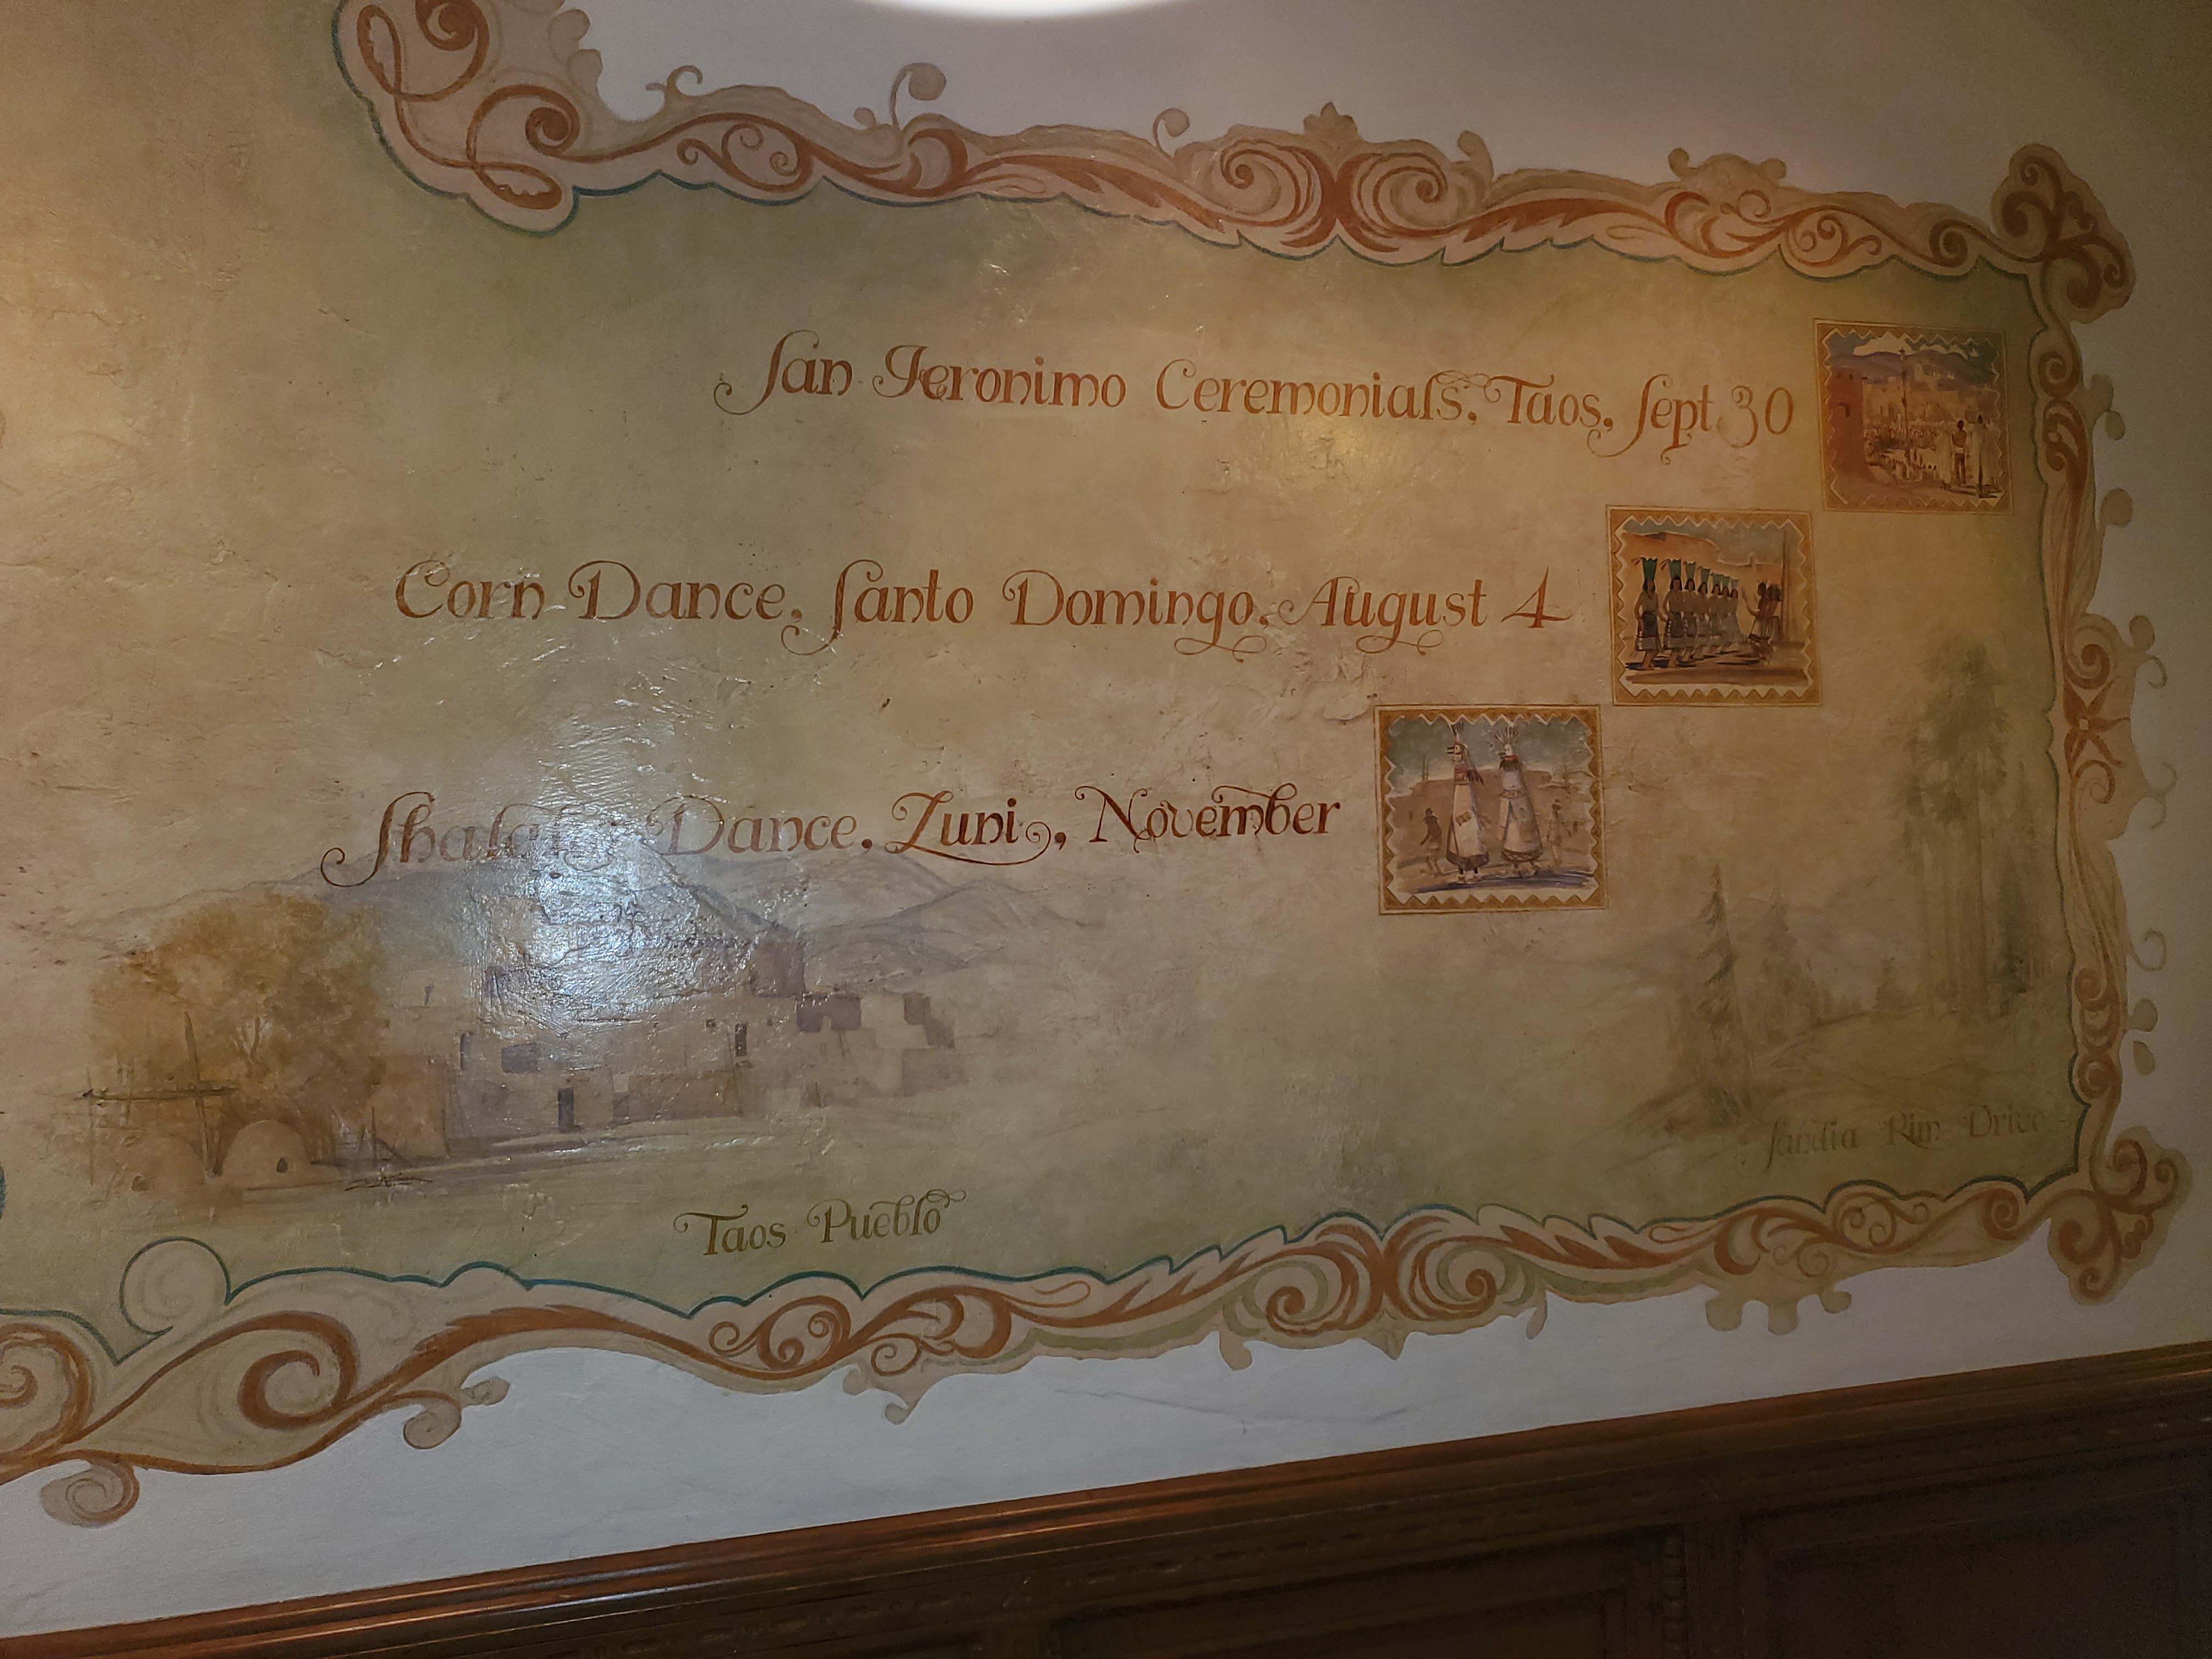 San Jeronimo Ceremonials, Taos, Sept 30
Corn Dance, Santo Domingo, August 4
Dance, Zuni, November
Taos Pueblo
Sandia Rim Drive